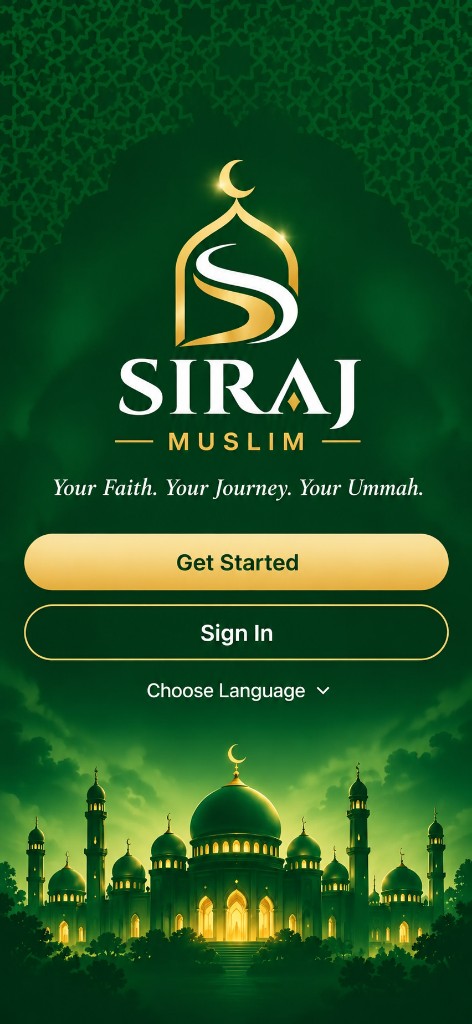 SIRAJ
MUSLIM
Your Faith. Your Journey. Your Ummah.
Get Started
Sign In
Choose Language